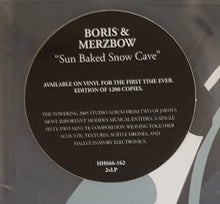 BORIS &
MERZBOW
"Sun Baked Snow Cave"
AVAILABLE ON VINYL FOR THE FIRST TIME EVER.
EDITION OF 1200 COPIES.
THE TOWERING 2005 STUDIO ALBUM FROM TWO OF JAPAN'S
MOST IMPORTANT MODERN MUSICAL ENTITIES. A SINGLE
SIXTY-TWO MINUTE COMPOSITION WEAVING TOGETHER
ACOUSTIC TEXTURES, SUBTLE DRONES, AND
HALLUCINATORY ELECTRONICS.
HH666-162
2xLP